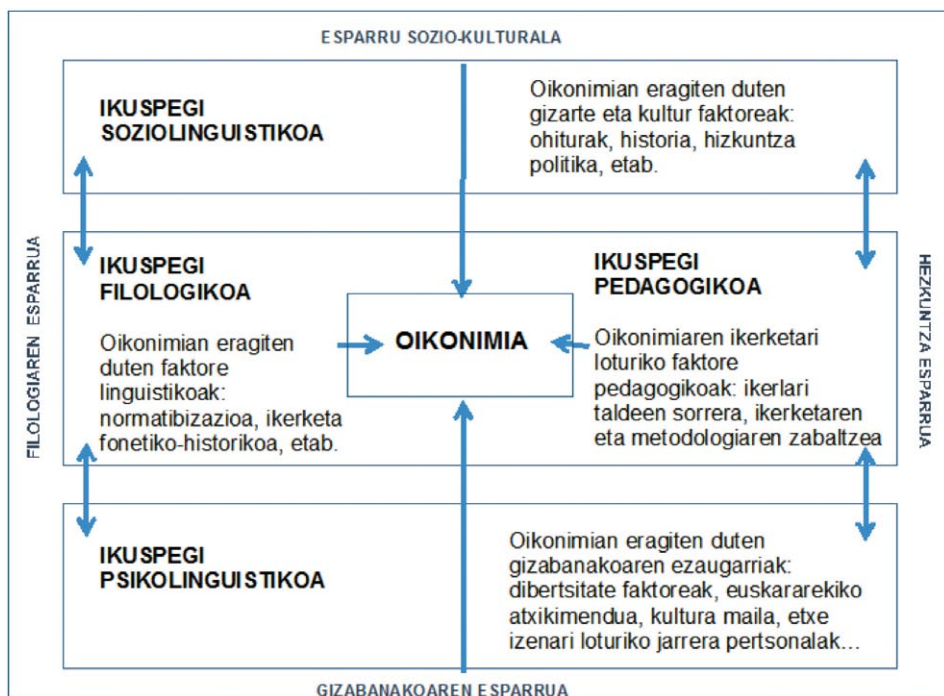 ESPARRU SOZIO-KULTURALA
IKUSPEGI
SOZIOLINGUISTIKOA
Oikonimian eragiten duten
gizarte eta kultur faktoreak:
ohiturak, historia, hizkuntza
politika, etab.
FILOLOGIAREN ESPARRUA
IKUSPEGI
FILOLOGIKOA
Oikonimian eragiten
duten faktore
linguistikoak:
normatibizazioa, ikerketa
fonetiko-historikoa, etab.
OIKONIMIA
IKUSPEGI
PEDAGOGIKOA
Oikonimiaren ikerketari
loturiko faktore
pedagogikoak: ikerlari
taldeen sorrera, ikerketaren
eta metodologiaren zabaltzea
HEZKUNTZA ESPARRUA
IKUSPEGI
PSIKOLINGUISTIKOA
Oikonimian eragiten duten
gizabanakoaren ezaugarriak:
dibertsitate faktoreak, euskararekiko
atxikimendua, kultura maila, etxe
izenari loturiko jarrera pertsonalak...
GIZABANAKOAREN ESPARRUA